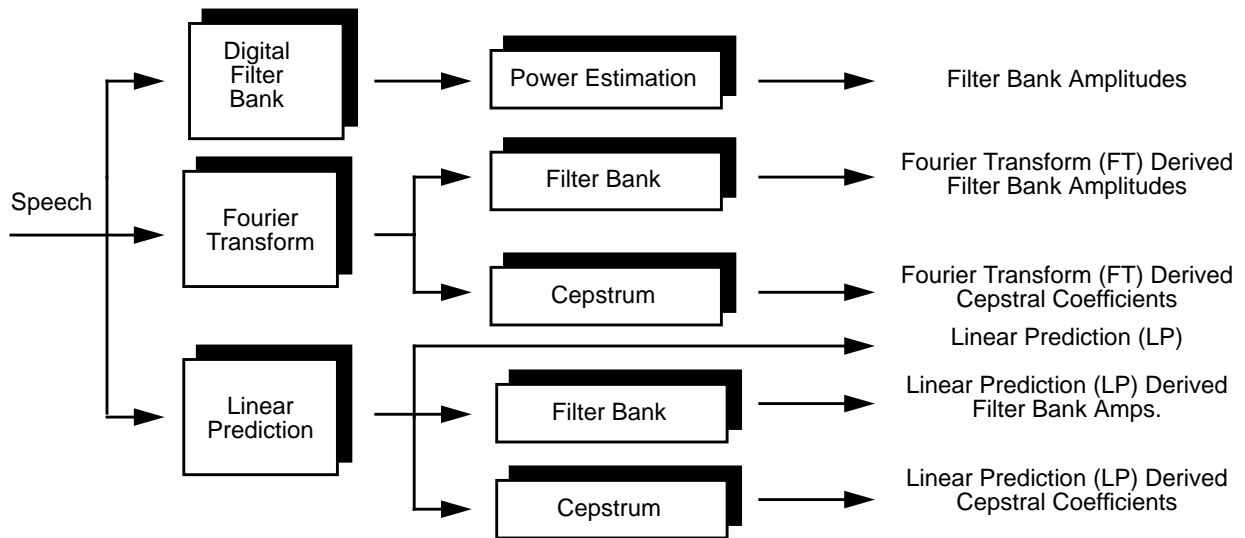 Digital
Filter
Bank
Power Estimation
Filter Bank Amplitudes
Speech
Fourier
Transform
Filter Bank
Fourier Transform (FT) Derived
Filter Bank Amplitudes
Cepstrum
Fourier Transform (FT) Derived
Cepstral Coefficients
Linear
Prediction
Linear Prediction (LP)
Filter Bank
Linear Prediction (LP) Derived
Filter Bank Amps.
Cepstrum
Linear Prediction (LP) Derived
Cepstral Coefficients